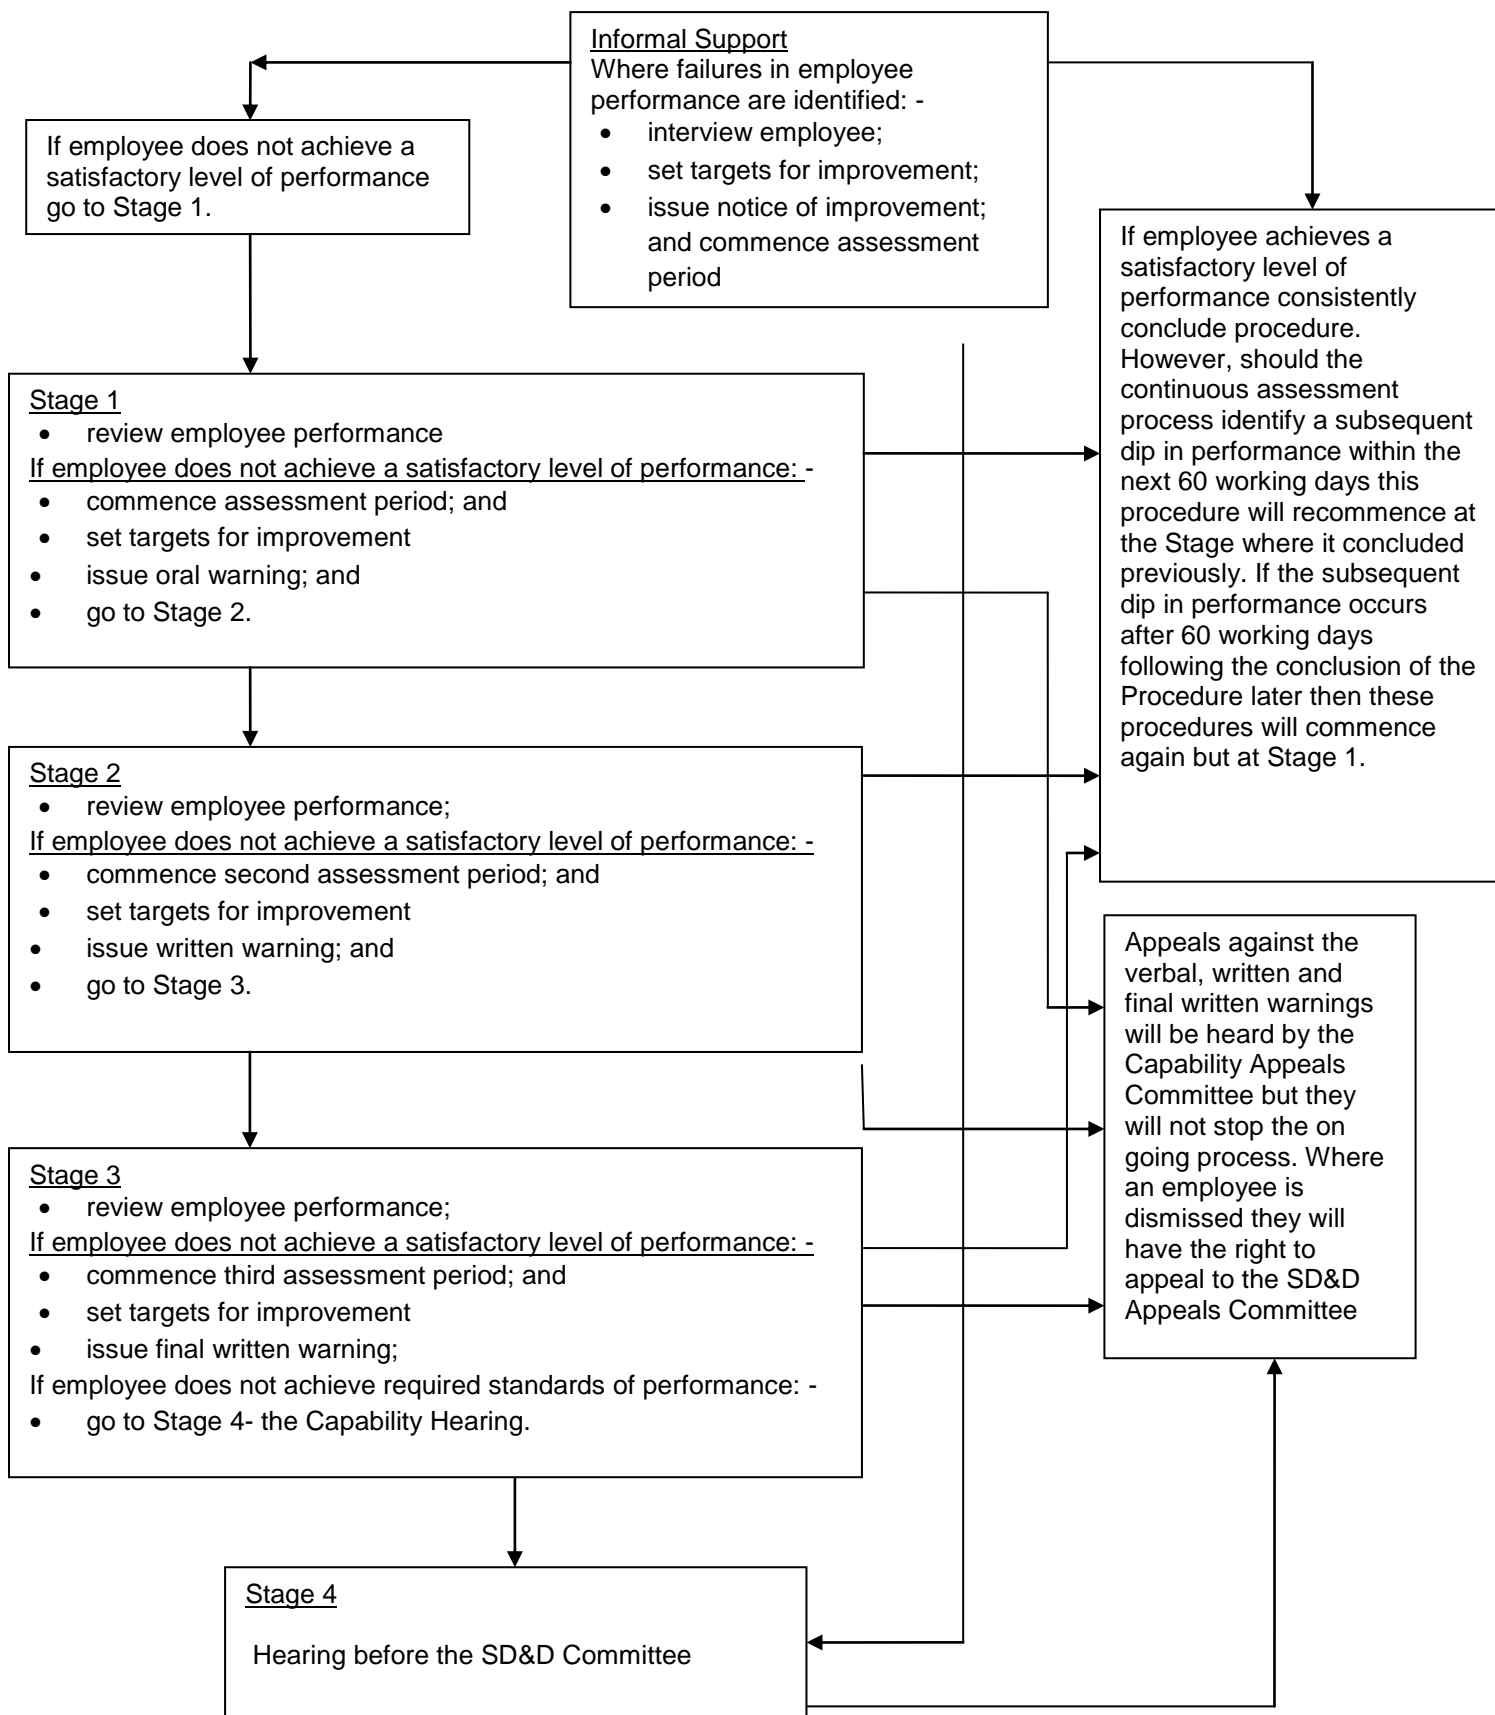 Informal Support
Where failures in employee
performance are identified: -
• interview employee;
• set targets for improvement;
• issue notice of improvement;
and commence assessment
period
If employee does not achieve a
satisfactory level of performance
go to Stage 1.
If employee achieves a
satisfactory level of
performance consistently
conclude procedure.
However, should the
continuous assessment
process identify a subsequent
dip in performance within the
next 60 working days this
procedure will recommence at
the Stage where it concluded
previously. If the subsequent
dip in performance occurs
after 60 working days
following the conclusion of the
Procedure later then these
procedures will commence
again but at Stage 1.
Stage 1
• review employee performance
If employee does not achieve a satisfactory level of performance: -
• commence assessment period; and
• set targets for improvement
• issue oral warning; and
• go to Stage 2.
Stage 2
• review employee performance;
If employee does not achieve a satisfactory level of performance: -
• commence second assessment period; and
• set targets for improvement
• issue written warning; and
• go to Stage 3.
Appeals against the
verbal, written and
final written warnings
will be heard by the
Capability Appeals
Committee but they
will not stop the on
going process. Where
an employee is
dismissed they will
have the right to
appeal to the SD&D
Appeals Committee
Stage 3
• review employee performance;
If employee does not achieve a satisfactory level of performance: -
• commence third assessment period; and
• set targets for improvement
• issue final written warning;
If employee does not achieve required standards of performance: -
• go to Stage 4- the Capability Hearing.
Stage 4
Hearing before the SD&D Committee